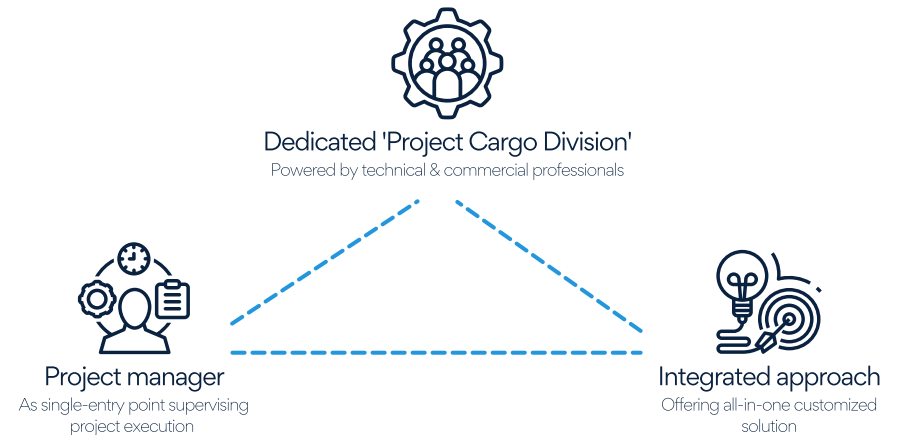 Dedicated 'Project Cargo Division'
Powered by technical & commercial professionals
Project manager
As single-entry point supervising
project execution
Integrated approach
Offering all-in-one customized
solution